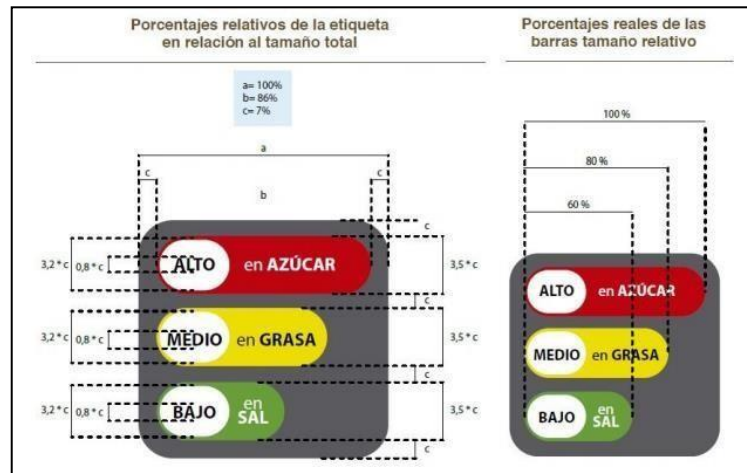 Porcentajes relativos de la etiqueta
en relación al tamaño total
a= 100%
b= 86%
c= 7%
a
c
c
b
c
3,2 * c
0,8 * c
ALTO
en AZÚCAR
3,5 * c
c
3,2 * c
0,8 * c
MEDIO
en GRASA
3,5 * c
c
3,2 * c
0,8 * c
BAJO
en
SAL
3,5 * c
c
Porcentajes reales de las
barras tamaño relativo
100 %
80 %
60 %
ALTO
en AZÚCAR
MEDIO
en GRASA
BAJO
en
SAL